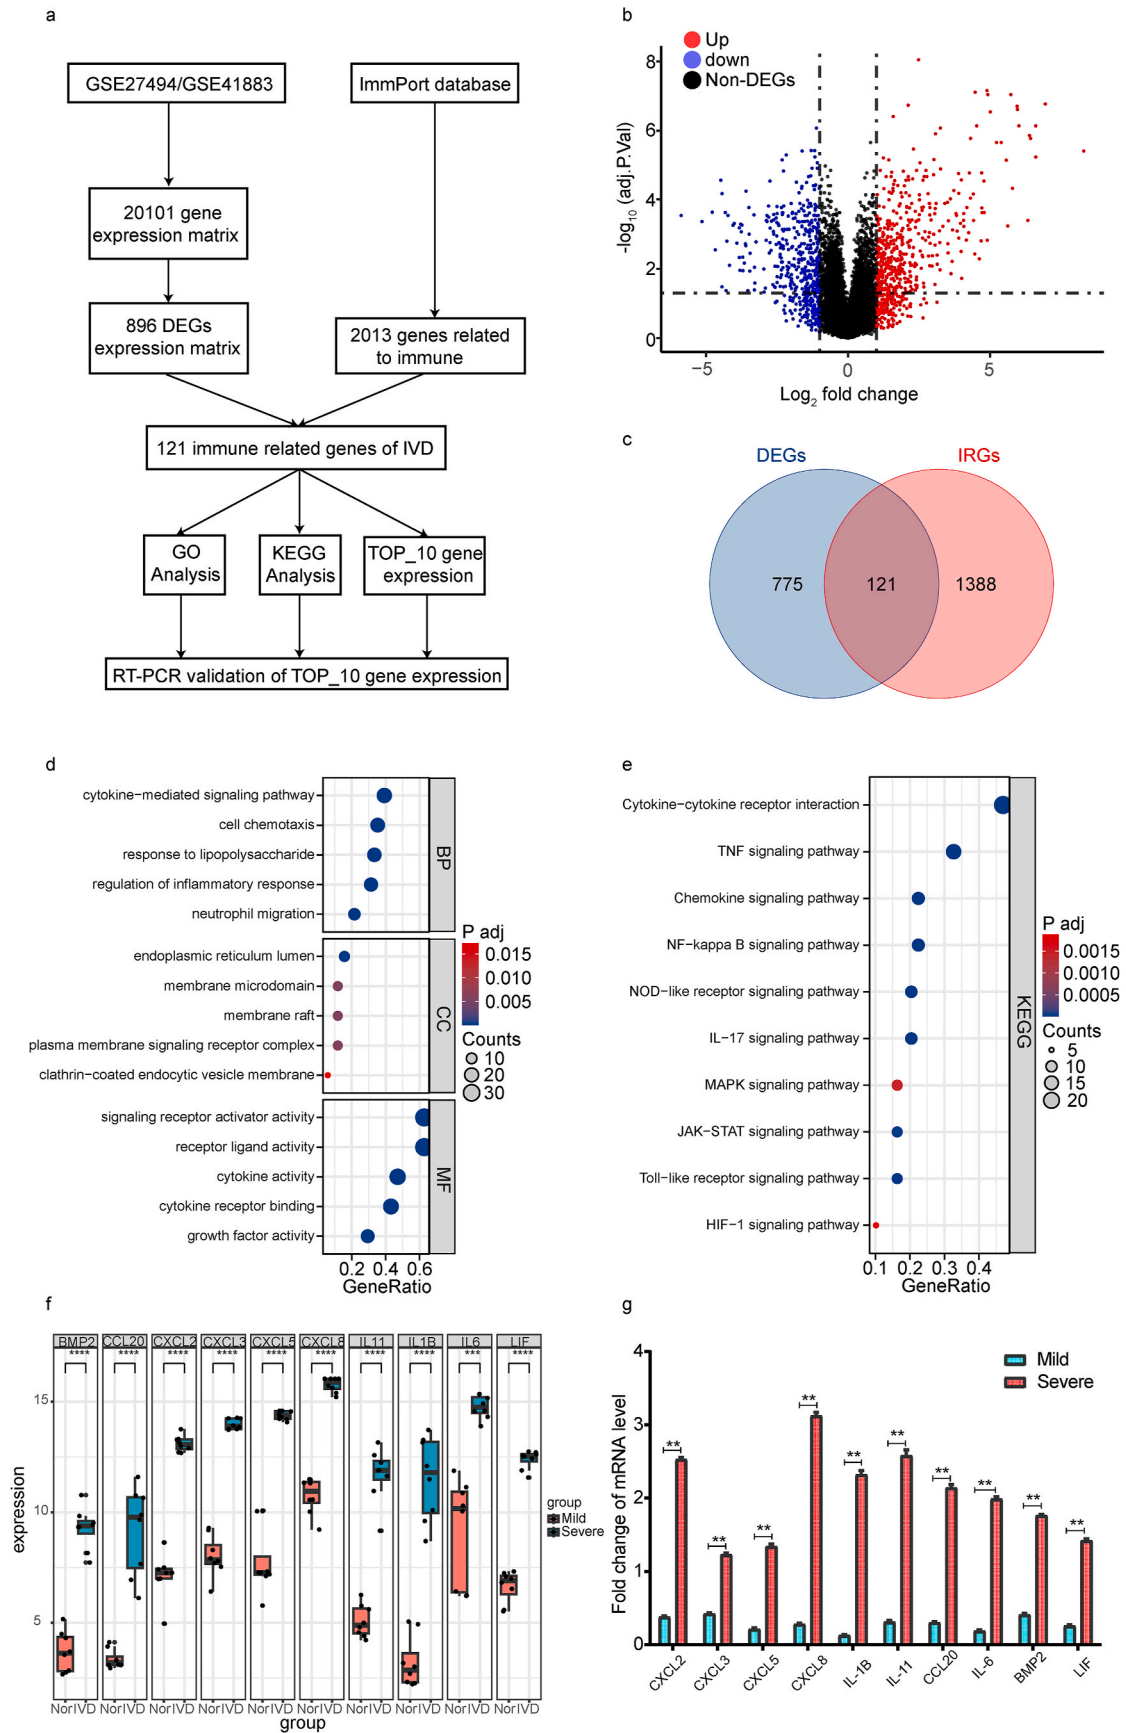 a
GSE27494/GSE41883
ImmPort database
20101 gene
expression matrix
896 DEGs
expression matrix
2013 genes related
to immune
121 immune related genes of IVD
GO
Analysis
KEGG
Analysis
TOP_10 gene
expression
RT-PCR validation of TOP_10 gene expression
b
Up
down
Non-DEGs
-log10 (adj.P.Val)
8
6
4
2
0
−5
0
5
Log2 fold change
c
DEGs
IRGs
775
121
1388
d
cytokine−mediated signaling pathway
cell chemotaxis
response to lipopolysaccharide
regulation of inflammatory response
neutrophil migration
BP
endoplasmic reticulum lumen
membrane microdomain
membrane raft
plasma membrane signaling receptor complex
clathrin−coated endocytic vesicle membrane
CC
signaling receptor activator activity
receptor ligand activity
cytokine activity
cytokine receptor binding
growth factor activity
MF
0.2 0.4 0.6
GeneRatio
P adj
0.015
0.010
0.005
Counts
10
20
30
e
Cytokine−cytokine receptor interaction
TNF signaling pathway
Chemokine signaling pathway
NF−kappa B signaling pathway
NOD−like receptor signaling pathway
IL−17 signaling pathway
MAPK signaling pathway
JAK−STAT signaling pathway
Toll−like receptor signaling pathway
HIF−1 signaling pathway
KEGG
0.1 0.2 0.3 0.4
GeneRatio
P adj
0.0015
0.0010
0.0005
Counts
5
10
15
20
f
BMP2 CCL20 CXCL2 CXCL3 CXCL5 CXCL8 IL11 IL1B IL6 LIF
**** **** **** **** **** **** **** **** *** ****
expression
15
10
5
NorIVD NorIVD NorIVD NorIVD NorIVD NorIVD NorIVD NorIVD NorIVD NorIVD
group
group
Mild
Severe
g
Mild
Severe
Fold change of mRNA level
4
3
2
1
0
** ** ** ** ** ** ** ** ** **
CXCL2 CXCL3 CXCL5 CXCL8 IL-1B IL-11 CCL20 IL-6 BMP2 LIF